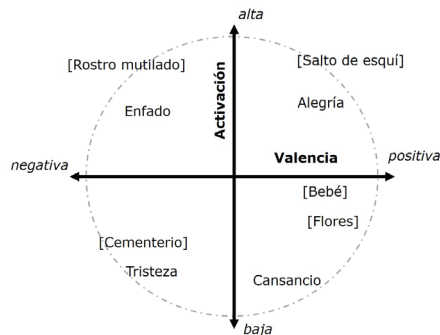 alta
[Rostro mutilado]
[Salto de esquí]
Enfado
Activación
Alegría
negativa
Valencia
positiva
[Bebé]
[Flores]
[Cementerio]
Tristeza
Cansancio
baja